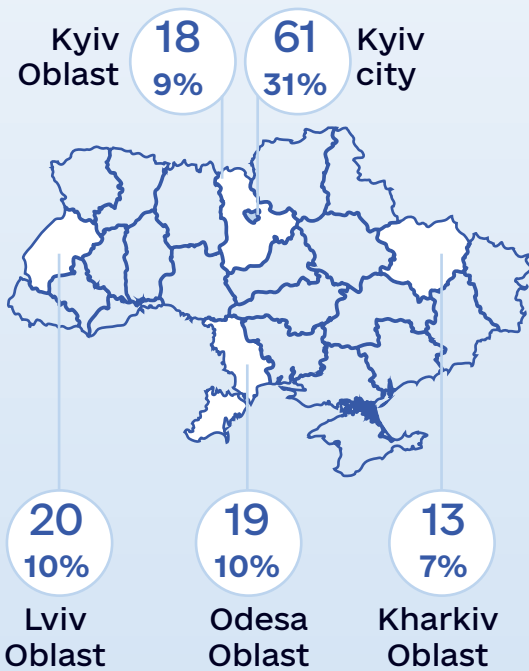 Kyiv
Oblast
18
9%
61
31%
Kyiv
city
20
10%
Lviv
Oblast
19
10%
Odesa
Oblast
13
7%
Kharkiv
Oblast